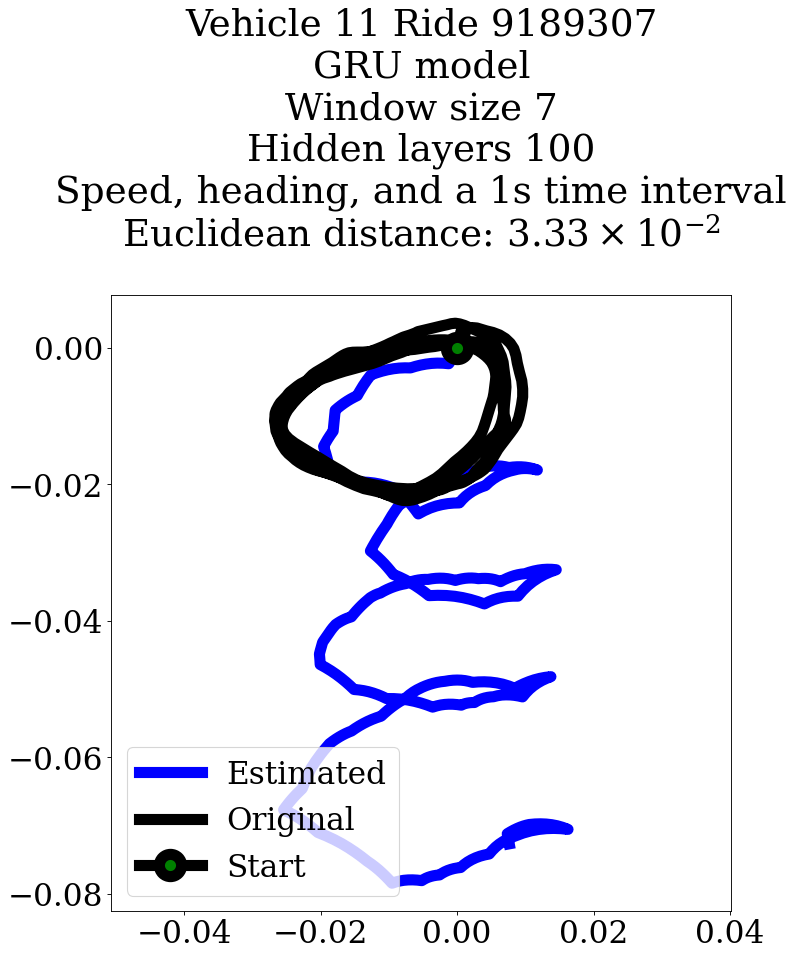 Vehicle 11 Ride 9189307
GRU model
Window size 7
Hidden layers 100
Speed, heading, and a 1s time interval
Euclidean distance: 3.33 × 10⁻²
0.00
−0.02
−0.04
−0.06
−0.08
Estimated
Original
Start
−0.04 −0.02 0.00 0.02 0.04